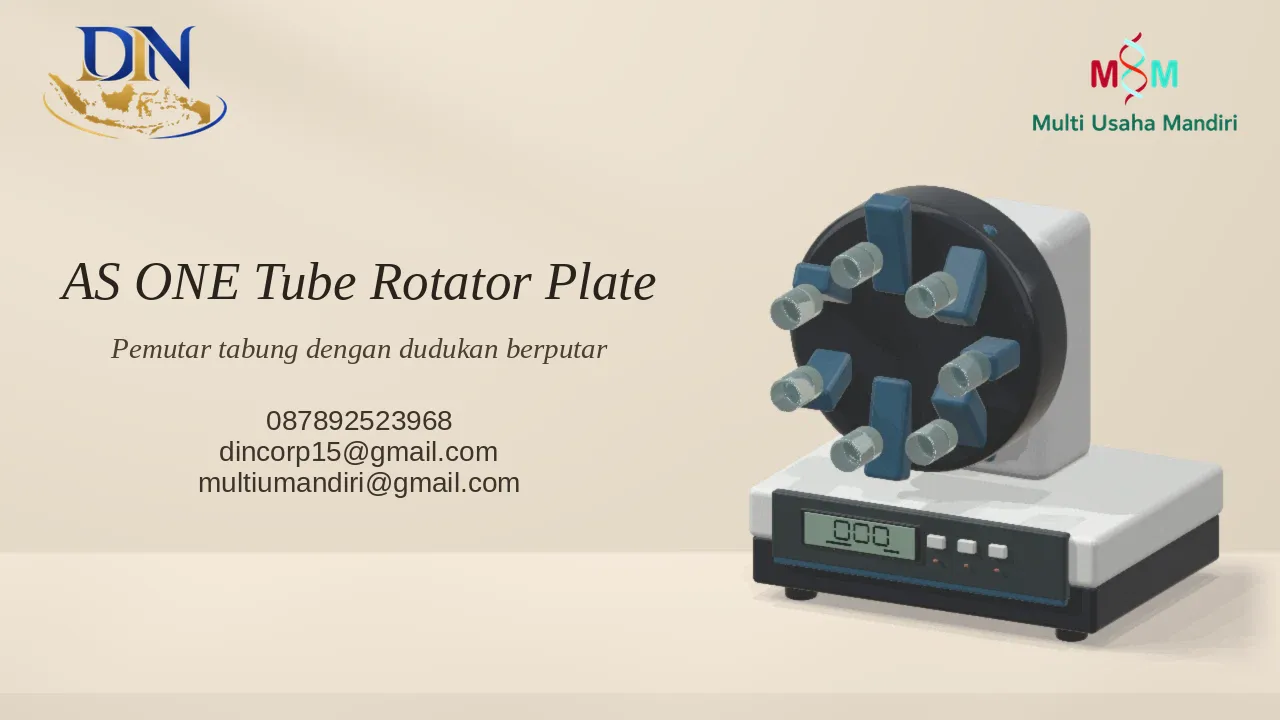 DIN
M M
Multi Usaha Mandiri
AS ONE Tube Rotator Plate
Pemutar tabung dengan dudukan berputar
087892523968
dincorp15@gmail.com
multiumandiri@gmail.com
000